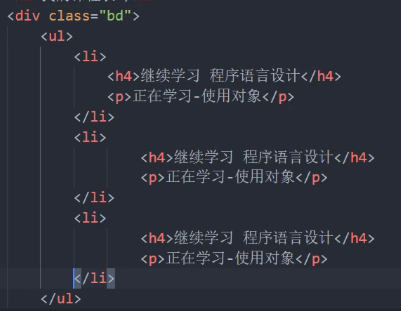 <div class="bd">
<ul>
<li>
<h4>继续学习 程序语言设计</h4>
<p>正在学习-使用对象</p>
</li>
<li>
<h4>继续学习 程序语言设计</h4>
<p>正在学习-使用对象</p>
</li>
<li>
<h4>继续学习 程序语言设计</h4>
<p>正在学习-使用对象</p>
</li>
</ul>